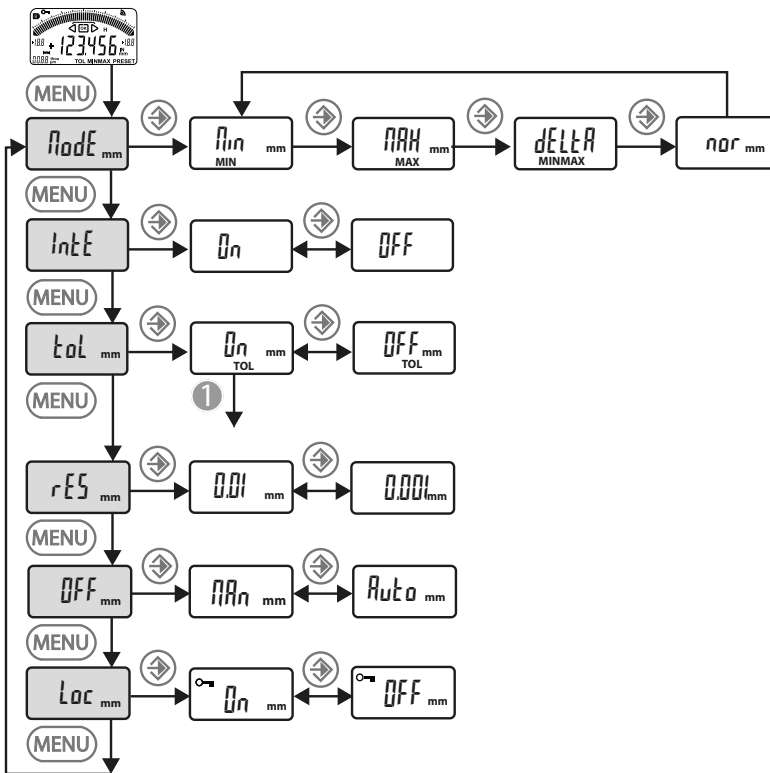 H
123.456 mm
TOL MINMAX PRESET
MENU
ModE mm
Min mm
MIN
MAX mm
MAX
dELtA
MINMAX
nor mm
MENU
IntE
On
OFF
MENU
toL mm
On mm
TOL
OFF mm
TOL
MENU
1
rES mm
0.01 mm
0.001 mm
MENU
OFF mm
MAn mm
Auto mm
MENU
Loc mm
On mm
OFF mm
MENU